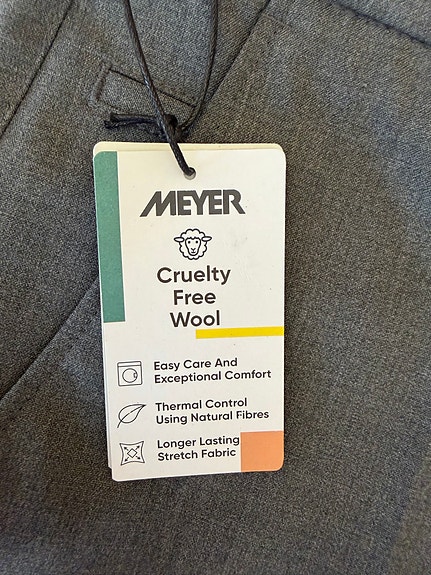 MEYER
Cruelty
Free
Wool
Easy Care And
Exceptional Comfort
Thermal Control
Using Natural Fibres
Longer Lasting
Stretch Fabric